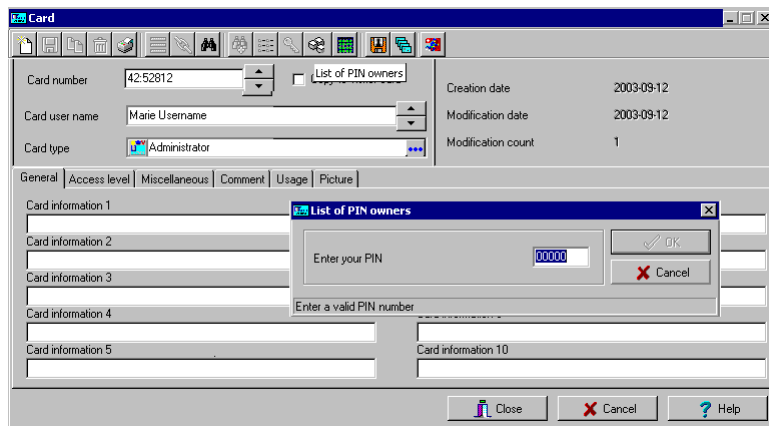 Card
Card number
42:52812
List of PIN owners
Card user name
Marie Username
Card type
Administrator
Creation date
2003-09-12
Modification date
2003-09-12
Modification count
1
General
Access level
Miscellaneous
Comment
Usage
Picture
Card information 1
Card information 2
Card information 3
Card information 4
Card information 5
Card information 10
List of PIN owners
Enter your PIN
00000
OK
Cancel
Enter a valid PIN number
Close
Cancel
Help